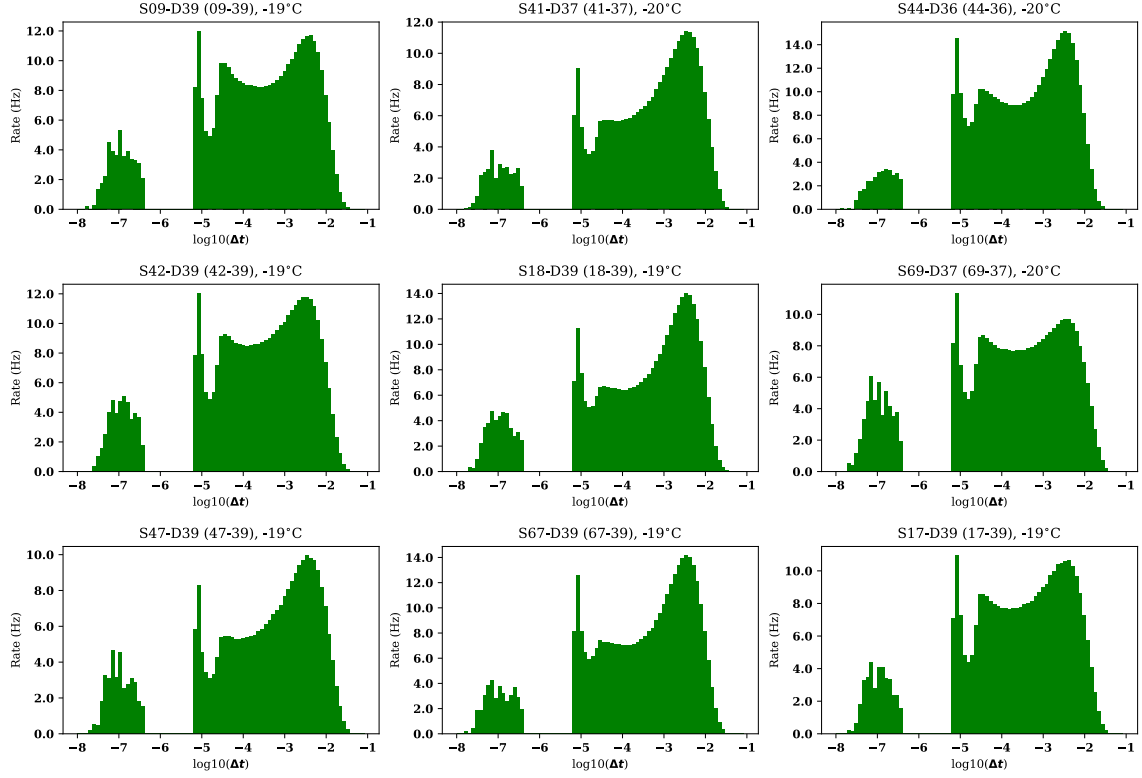 S09-D39 (09-39), -19°C
12.0
10.0
8.0
6.0
4.0
2.0
0.0
Rate (Hz)
−8 −7 −6 −5 −4 −3 −2 −1
log10(Δt)
S41-D37 (41-37), -20°C
12.0
10.0
8.0
6.0
4.0
2.0
0.0
Rate (Hz)
−8 −7 −6 −5 −4 −3 −2 −1
log10(Δt)
S44-D36 (44-36), -20°C
14.0
12.0
10.0
8.0
6.0
4.0
2.0
0.0
Rate (Hz)
−8 −7 −6 −5 −4 −3 −2 −1
log10(Δt)
S42-D39 (42-39), -19°C
12.0
10.0
8.0
6.0
4.0
2.0
0.0
Rate (Hz)
−8 −7 −6 −5 −4 −3 −2 −1
log10(Δt)
S18-D39 (18-39), -19°C
14.0
12.0
10.0
8.0
6.0
4.0
2.0
0.0
Rate (Hz)
−8 −7 −6 −5 −4 −3 −2 −1
log10(Δt)
S69-D37 (69-37), -20°C
10.0
8.0
6.0
4.0
2.0
0.0
Rate (Hz)
−8 −7 −6 −5 −4 −3 −2 −1
log10(Δt)
S47-D39 (47-39), -19°C
10.0
8.0
6.0
4.0
2.0
0.0
Rate (Hz)
−8 −7 −6 −5 −4 −3 −2 −1
log10(Δt)
S67-D39 (67-39), -19°C
14.0
12.0
10.0
8.0
6.0
4.0
2.0
0.0
Rate (Hz)
−8 −7 −6 −5 −4 −3 −2 −1
log10(Δt)
S17-D39 (17-39), -19°C
10.0
8.0
6.0
4.0
2.0
0.0
Rate (Hz)
−8 −7 −6 −5 −4 −3 −2 −1
log10(Δt)